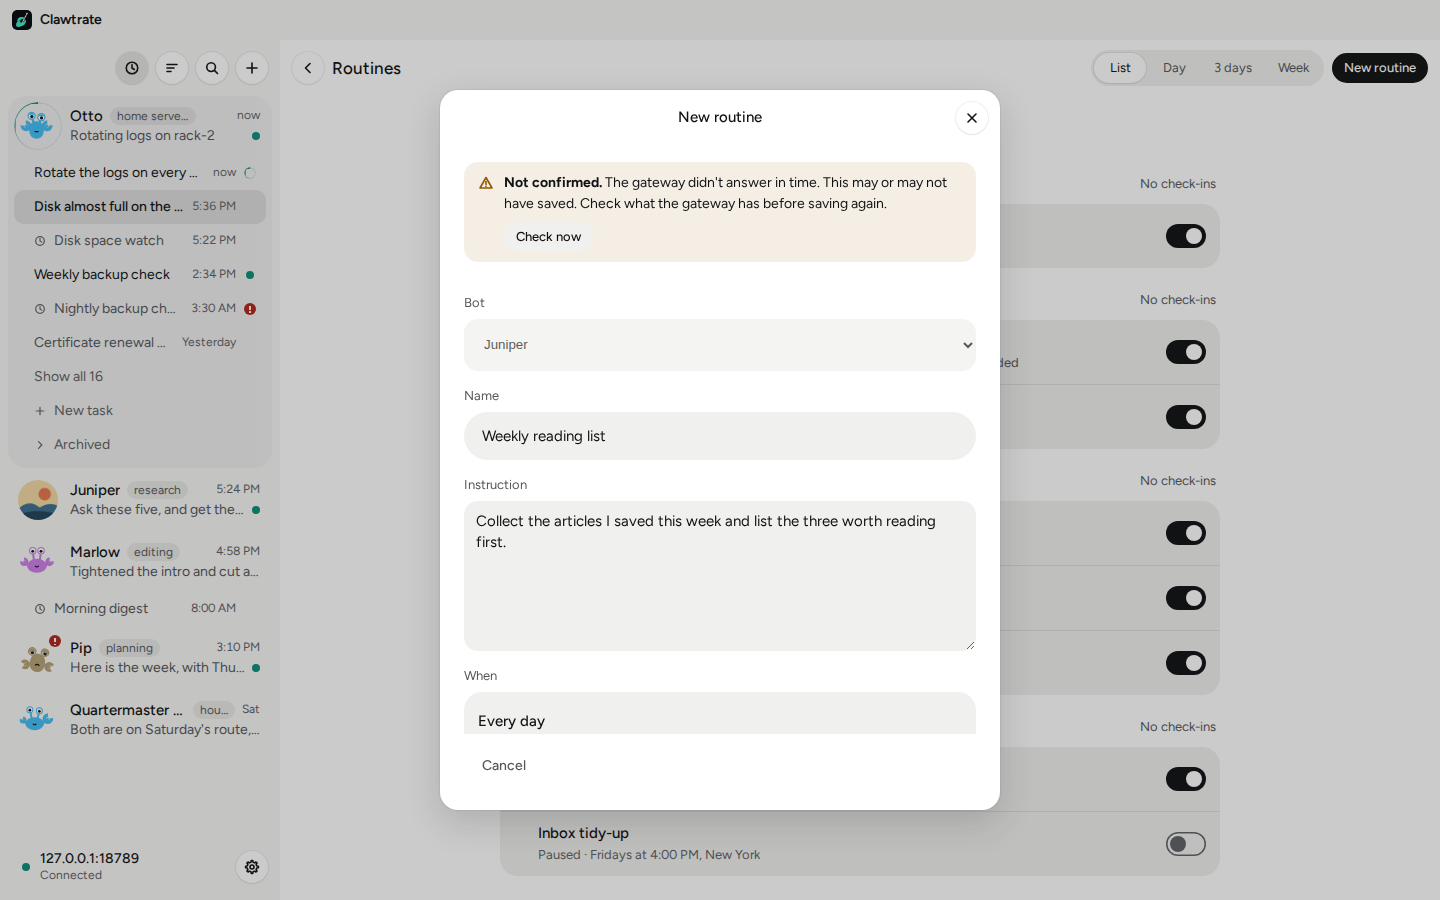 Clawtrate
Routines
List
Day
3 days
Week
New routine
Otto
home serve...
now
Rotating logs on rack-2
Rotate the logs on every ...
now
Disk almost full on the ...
5:36 PM
Disk space watch
5:22 PM
Weekly backup check
2:34 PM
Nightly backup ch...
3:30 AM
Certificate renewal ...
Yesterday
Show all 16
New task
Archived
Juniper
research
5:24 PM
Ask these five, and get the...
Marlow
editing
4:58 PM
Tightened the intro and cut a...
Morning digest
8:00 AM
Pip
planning
3:10 PM
Here is the week, with Thu...
Quartermaster ...
hou...
Sat
Both are on Saturday's route,...
127.0.0.1:18789
Connected
New routine
Not confirmed. The gateway didn't answer in time. This may or may not
have saved. Check what the gateway has before saving again.
Check now
Bot
Juniper
Name
Weekly reading list
Instruction
Collect the articles I saved this week and list the three worth reading
first.
When
Every day
Cancel
No check-ins
No check-ins
No check-ins
No check-ins
Inbox tidy-up
Paused · Fridays at 4:00 PM, New York